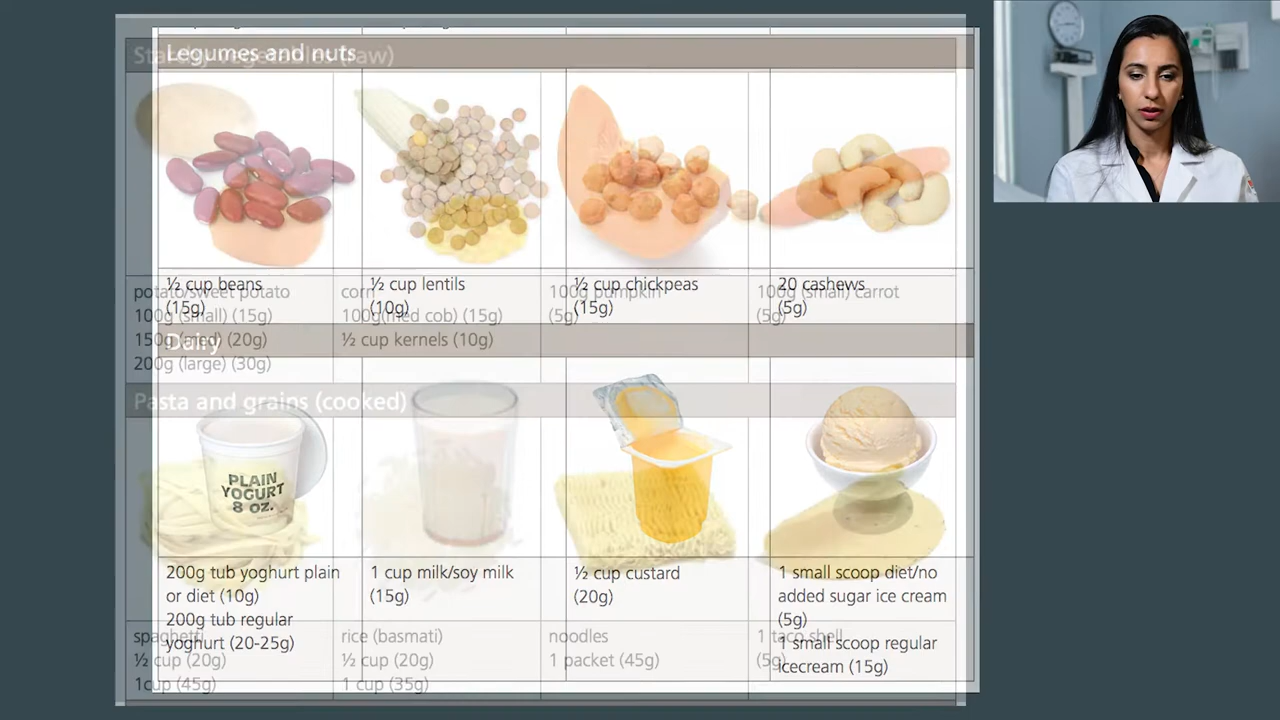 Starchy vegetables (raw)
potato/sweet potato
100g (small) (15g)
150g (med) (20g)
200g (large) (30g)
corn
100g(med cob) (15g)
½ cup kernels (10g)
100g pumpkin
(5g)
100g (small) carrot
(5g)
Pasta and grains (cooked)
spaghetti
½ cup (20g)
1cup (45g)
rice (basmati)
½ cup (20g)
1 cup (35g)
noodles
1 packet (45g)
1 taco shell
(5g)
Legumes and nuts
½ cup beans
(15g)
½ cup lentils
(10g)
½ cup chickpeas
(15g)
20 cashews
(5g)
Dairy
PLAIN
YOGURT
8 OZ.
200g tub yoghurt plain
or diet (10g)
200g tub regular
yoghurt (20-25g)
1 cup milk/soy milk
(15g)
½ cup custard
(20g)
1 small scoop diet/no
added sugar ice cream
(5g)
1 small scoop regular
icecream (15g)